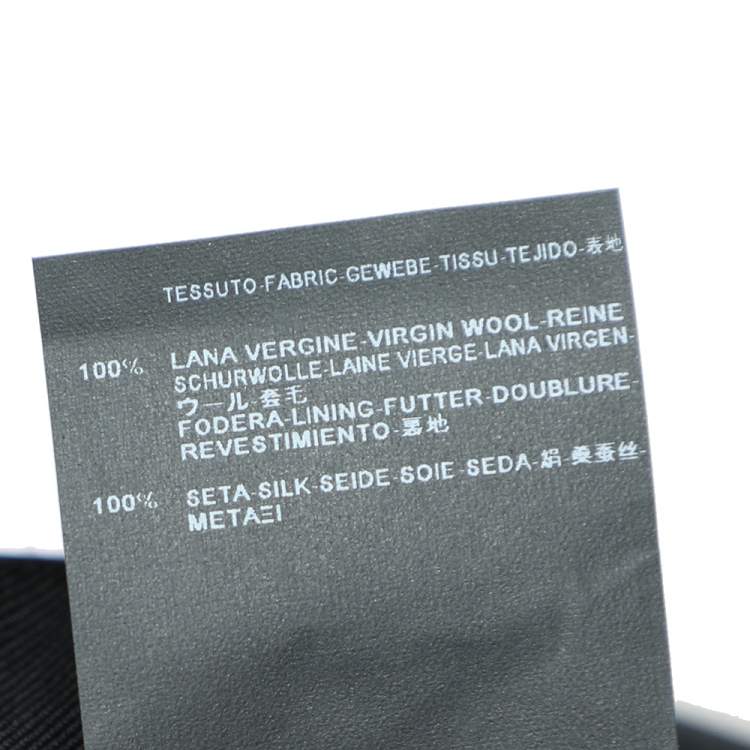 TESSUTO-FABRIC-GEWEBE-TISSU-TEJIDO-表地
100% LANA VERGINE-VIRGIN WOOL-REINE
SCHURWOLLE-LAINE VIERGE-LANA VIRGEN-
ウール-套毛
FODERA-LINING-FUTTER-DOUBLURE-
REVESTIMIENTO-裏地
100% SETA-SILK-SEIDE-SOIE-SEDA-絹-桑蚕丝-
ΜΕΤΑΞΙ